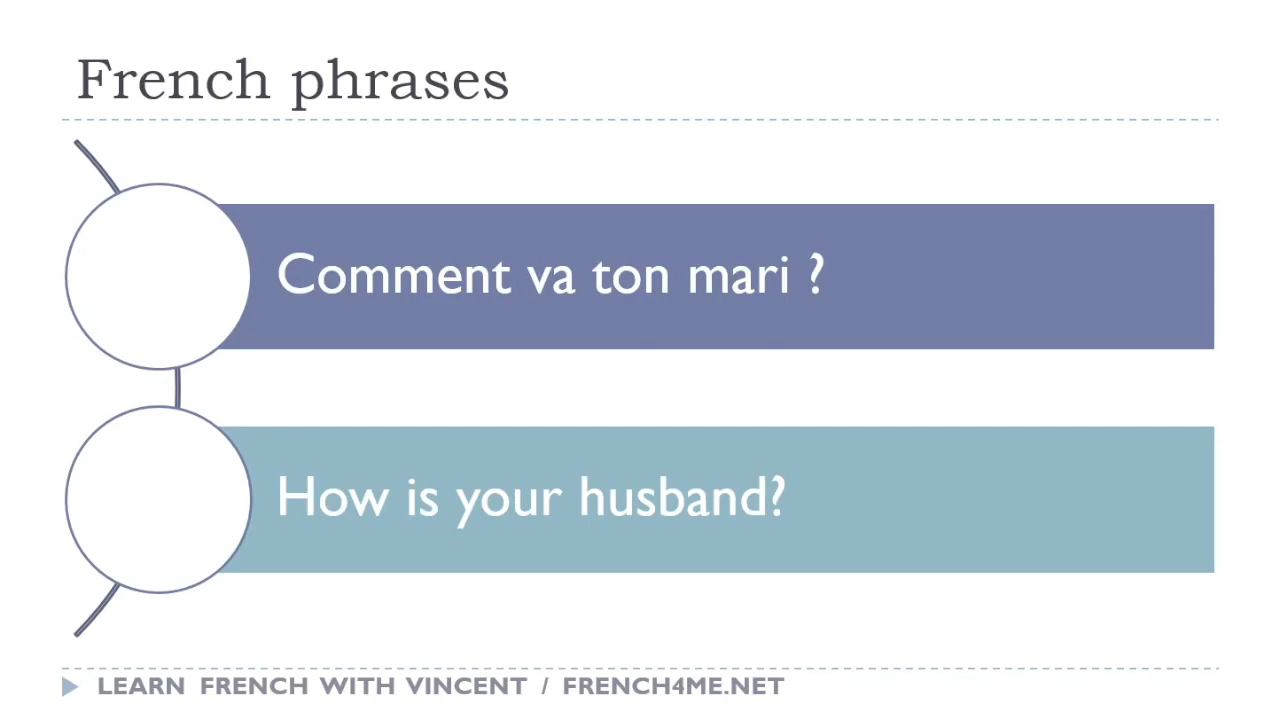 French phrases
Comment va ton mari ?
How is your husband?
LEARN FRENCH WITH VINCENT / FRENCH4ME.NET